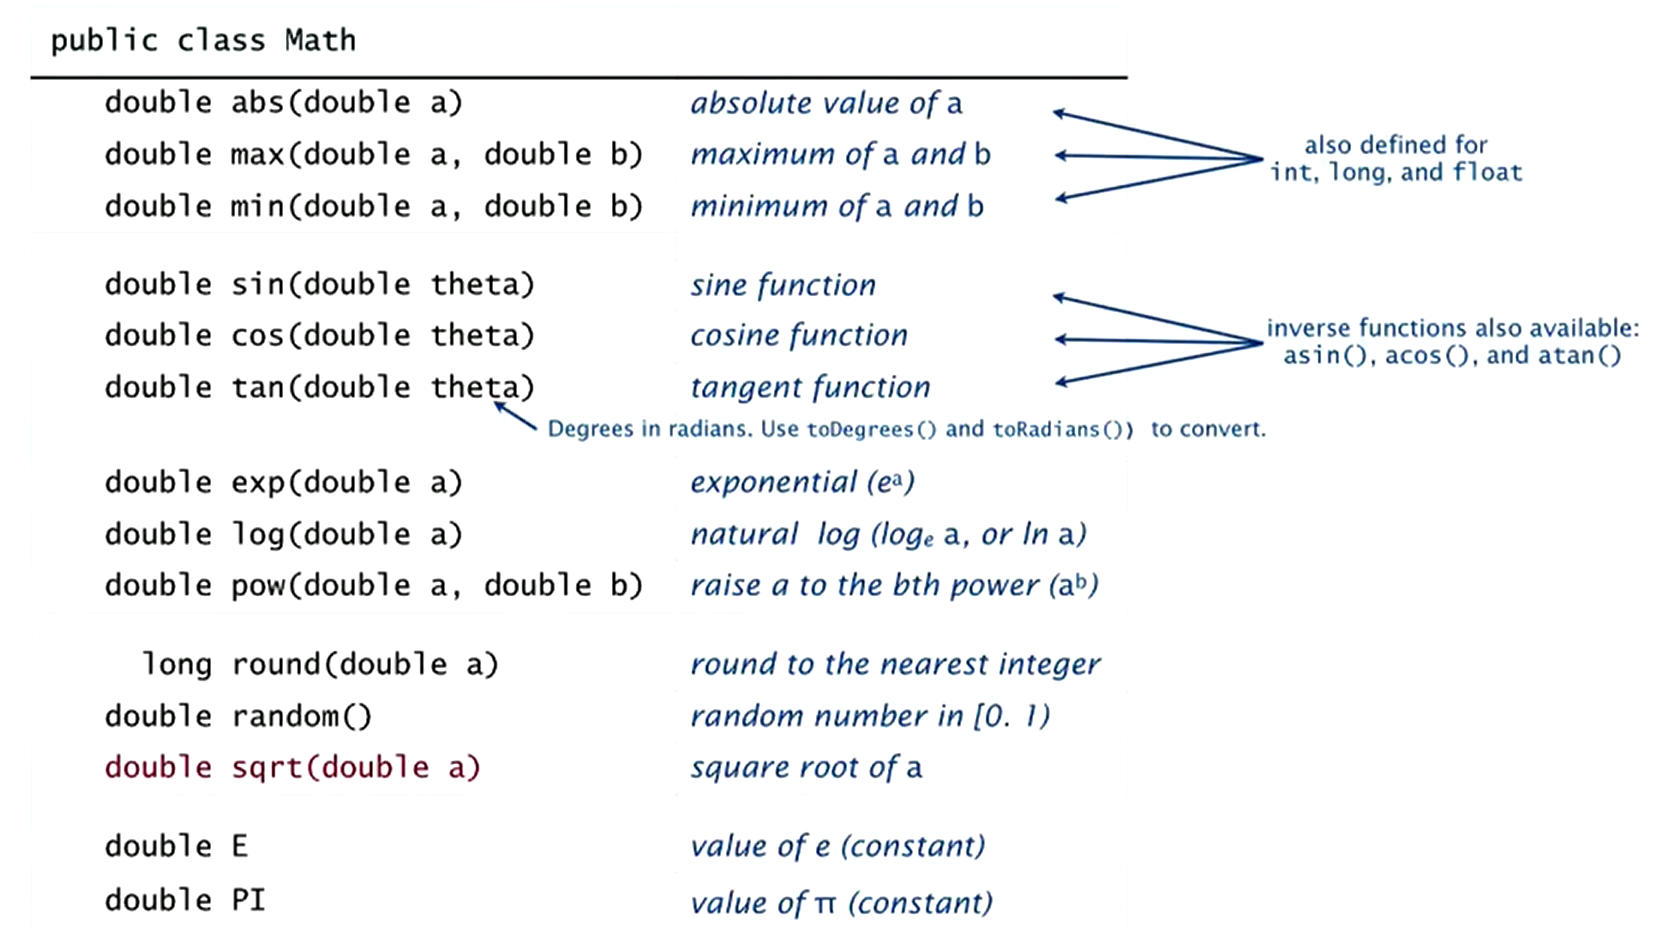 public class Math
double abs(double a) absolute value of a
double max(double a, double b) maximum of a and b
double min(double a, double b) minimum of a and b
also defined for
int, long, and float
double sin(double theta) sine function
double cos(double theta) cosine function
double tan(double theta) tangent function
inverse functions also available:
asin(), acos(), and atan()
Degrees in radians. Use toDegrees() and toRadians()) to convert.
double exp(double a) exponential (eᵃ)
double log(double a) natural log (logₑ a, or ln a)
double pow(double a, double b) raise a to the bth power (aᵇ)
long round(double a) round to the nearest integer
double random() random number in [0. 1)
double sqrt(double a) square root of a
double E value of e (constant)
double PI value of π (constant)